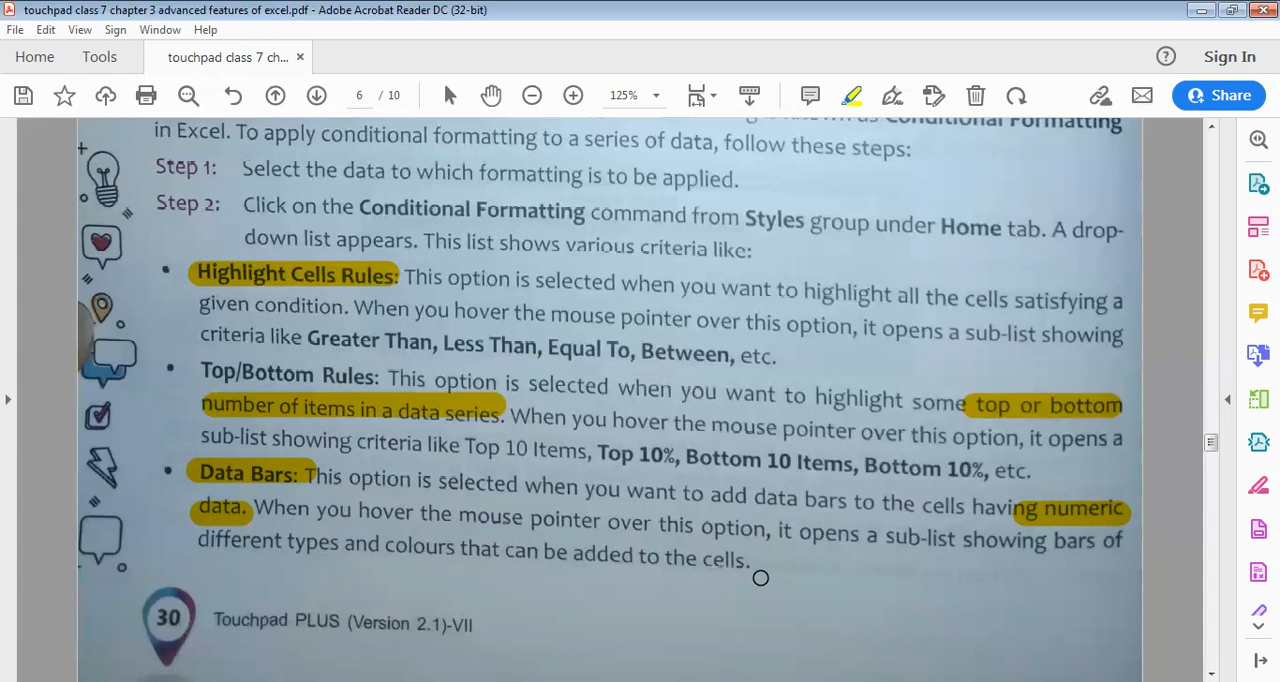 touchpad class 7 chapter 3 advanced features of excel.pdf - Adobe Acrobat Reader DC (32-bit)
File Edit View Sign Window Help
Home Tools touchpad class 7 ch... × Sign In
6 / 10 125% Share
Conditional Formatting
in Excel. To apply conditional formatting to a series of data, follow these steps:
Step 1: Select the data to which formatting is to be applied.
Step 2: Click on the Conditional Formatting command from Styles group under Home tab. A drop-
down list appears. This list shows various criteria like:
• Highlight Cells Rules: This option is selected when you want to highlight all the cells satisfying a
given condition. When you hover the mouse pointer over this option, it opens a sub-list showing
criteria like Greater Than, Less Than, Equal To, Between, etc.
• Top/Bottom Rules: This option is selected when you want to highlight some top or bottom
number of items in a data series. When you hover the mouse pointer over this option, it opens a
sub-list showing criteria like Top 10 Items, Top 10%, Bottom 10 Items, Bottom 10%, etc.
• Data Bars: This option is selected when you want to add data bars to the cells having numeric
data. When you hover the mouse pointer over this option, it opens a sub-list showing bars of
different types and colours that can be added to the cells.
30 Touchpad PLUS (Version 2.1)-VII